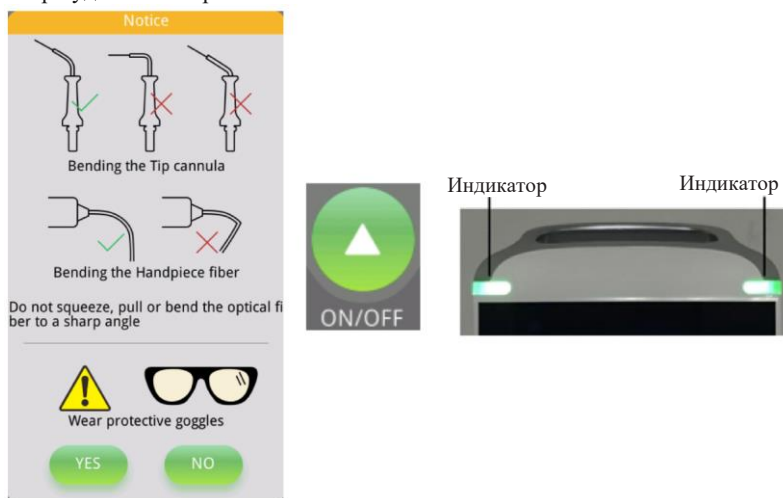 Notice
Bending the Tip cannula
Bending the Handpiece fiber
Do not squeeze, pull or bend the optical fi
ber to a sharp angle
Wear protective goggles
YES
NO
ON/OFF
Индикатор
Индикатор